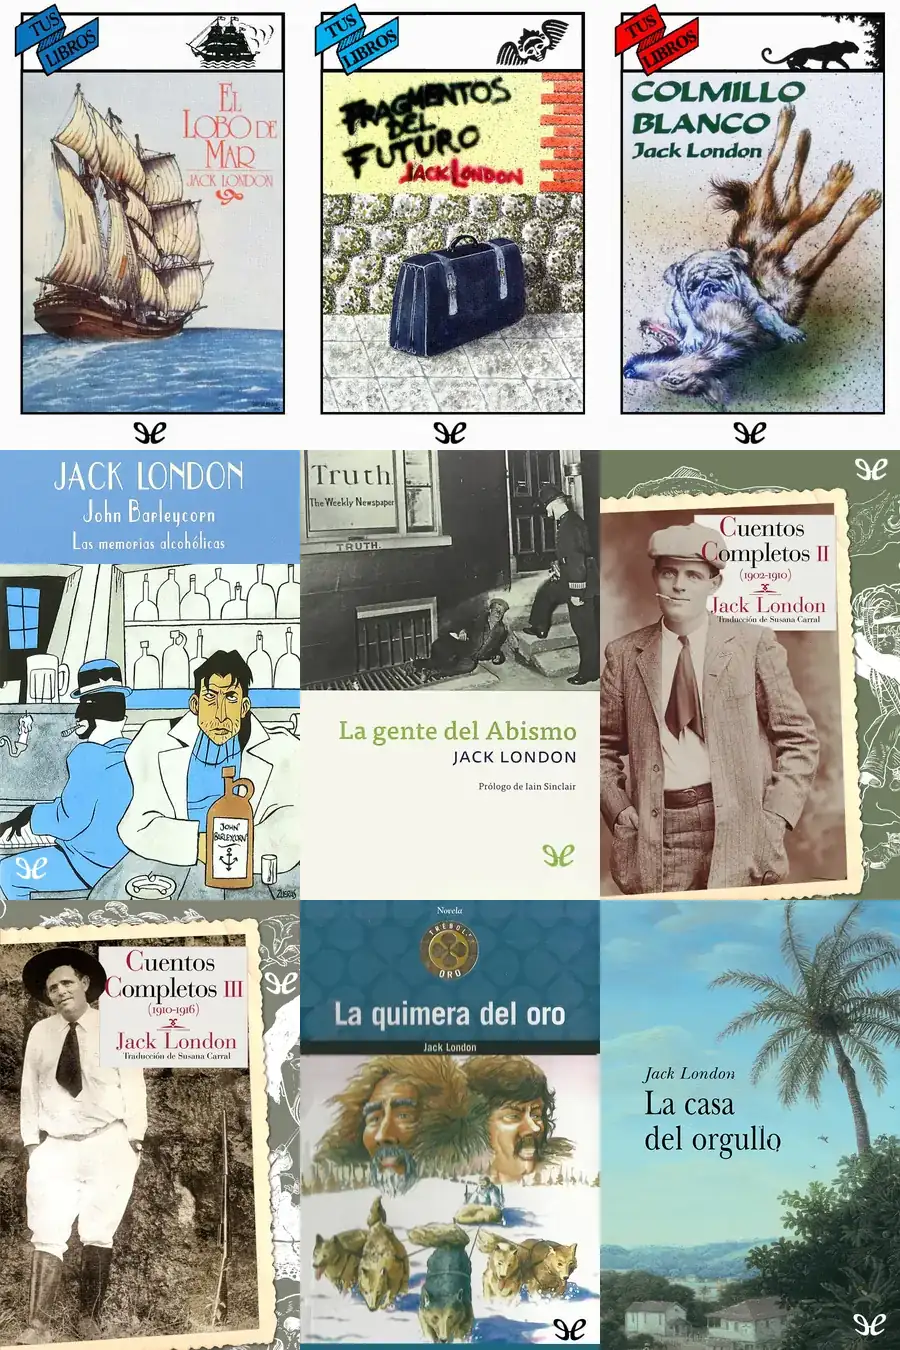 TUS
LIBROS
EL
LOBO DE
MAR
JACK LONDON
TUS
LIBROS
FRAGMENTOS
DEL
FUTURO
JACK LONDON
TUS
LIBROS
COLMILLO
BLANCO
Jack London
JACK LONDON
John Barleycorn
Las memorias alcohólicas
JOHN
BARLEYCORN
Truth
The Weekly Newspaper
TRUTH.
La gente del Abismo
JACK LONDON
Prólogo de Iain Sinclair
Cuentos
Completos II
(1902-1910)
Jack London
Traducción de Susana Carral
Cuentos
Completos III
(1910-1916)
Jack London
Traducción de Susana Carral
Novela
TRÉBOL
ORO
La quimera del oro
Jack London
Jack London
La casa
del orgullo